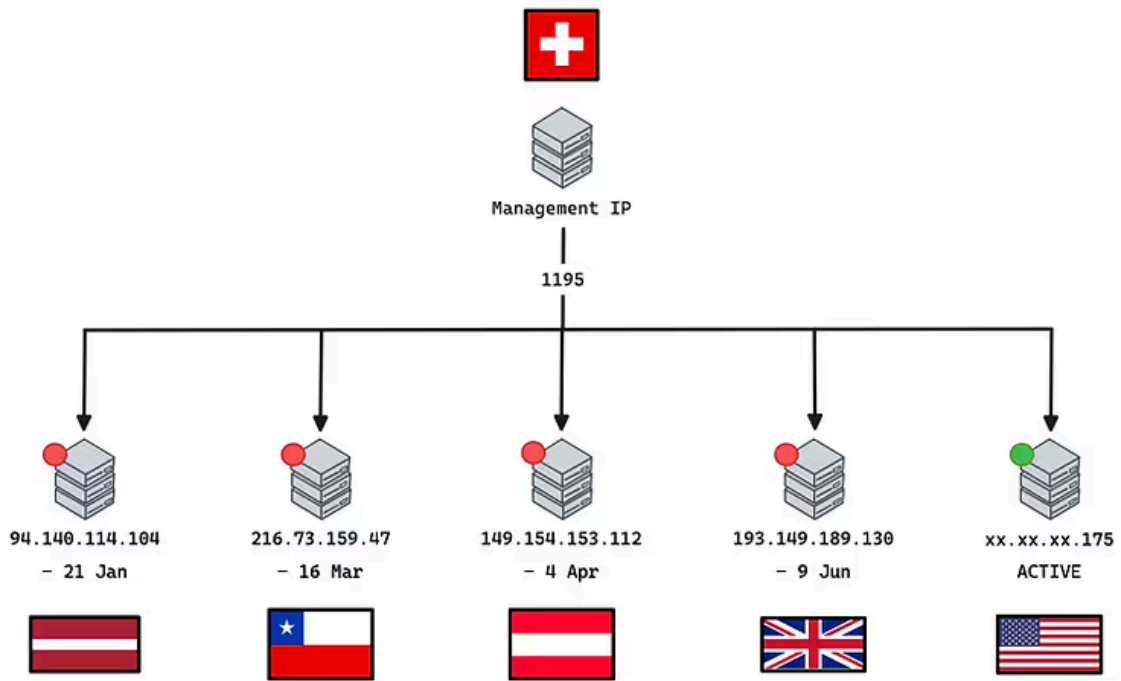 Management IP
1195
94.140.114.104
216.73.159.47
149.154.153.112
193.149.189.130
xx.xx.xx.175
– 21 Jan
– 16 Mar
– 4 Apr
– 9 Jun
ACTIVE